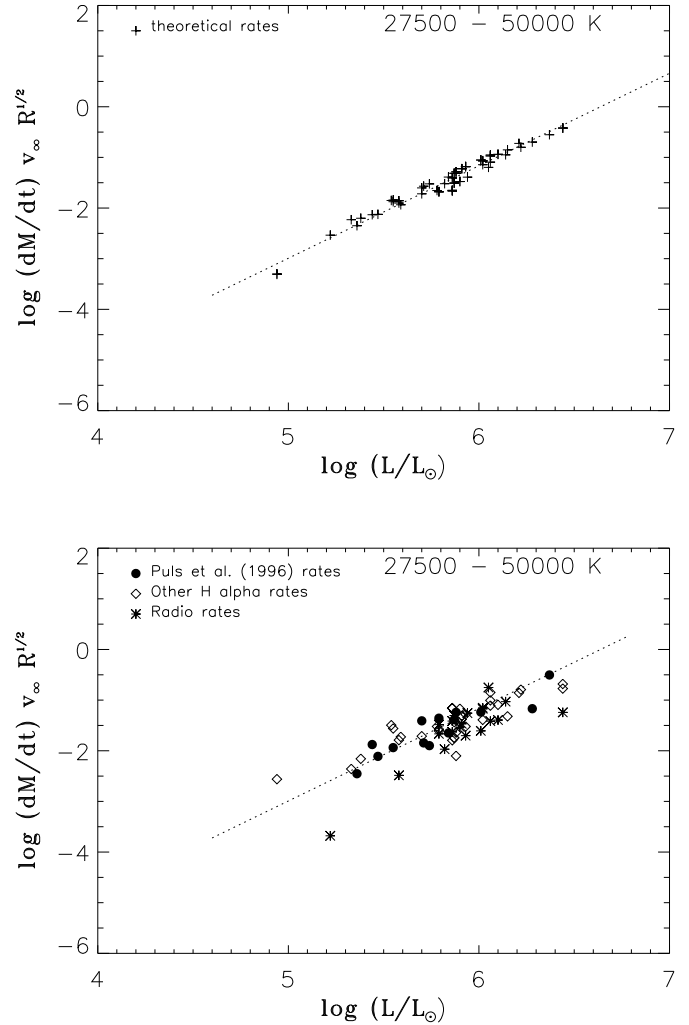 2
theoretical rates
27500 – 50000 K
0
−2
−4
−6
log (dM/dt) v∞ R^1/2
4 5 6 7
log (L/L⊙)
2
Puls et al. (1996) rates
27500 – 50000 K
Other H alpha rates
Radio rates
0
−2
−4
−6
log (dM/dt) v∞ R^1/2
4 5 6 7
log (L/L⊙)